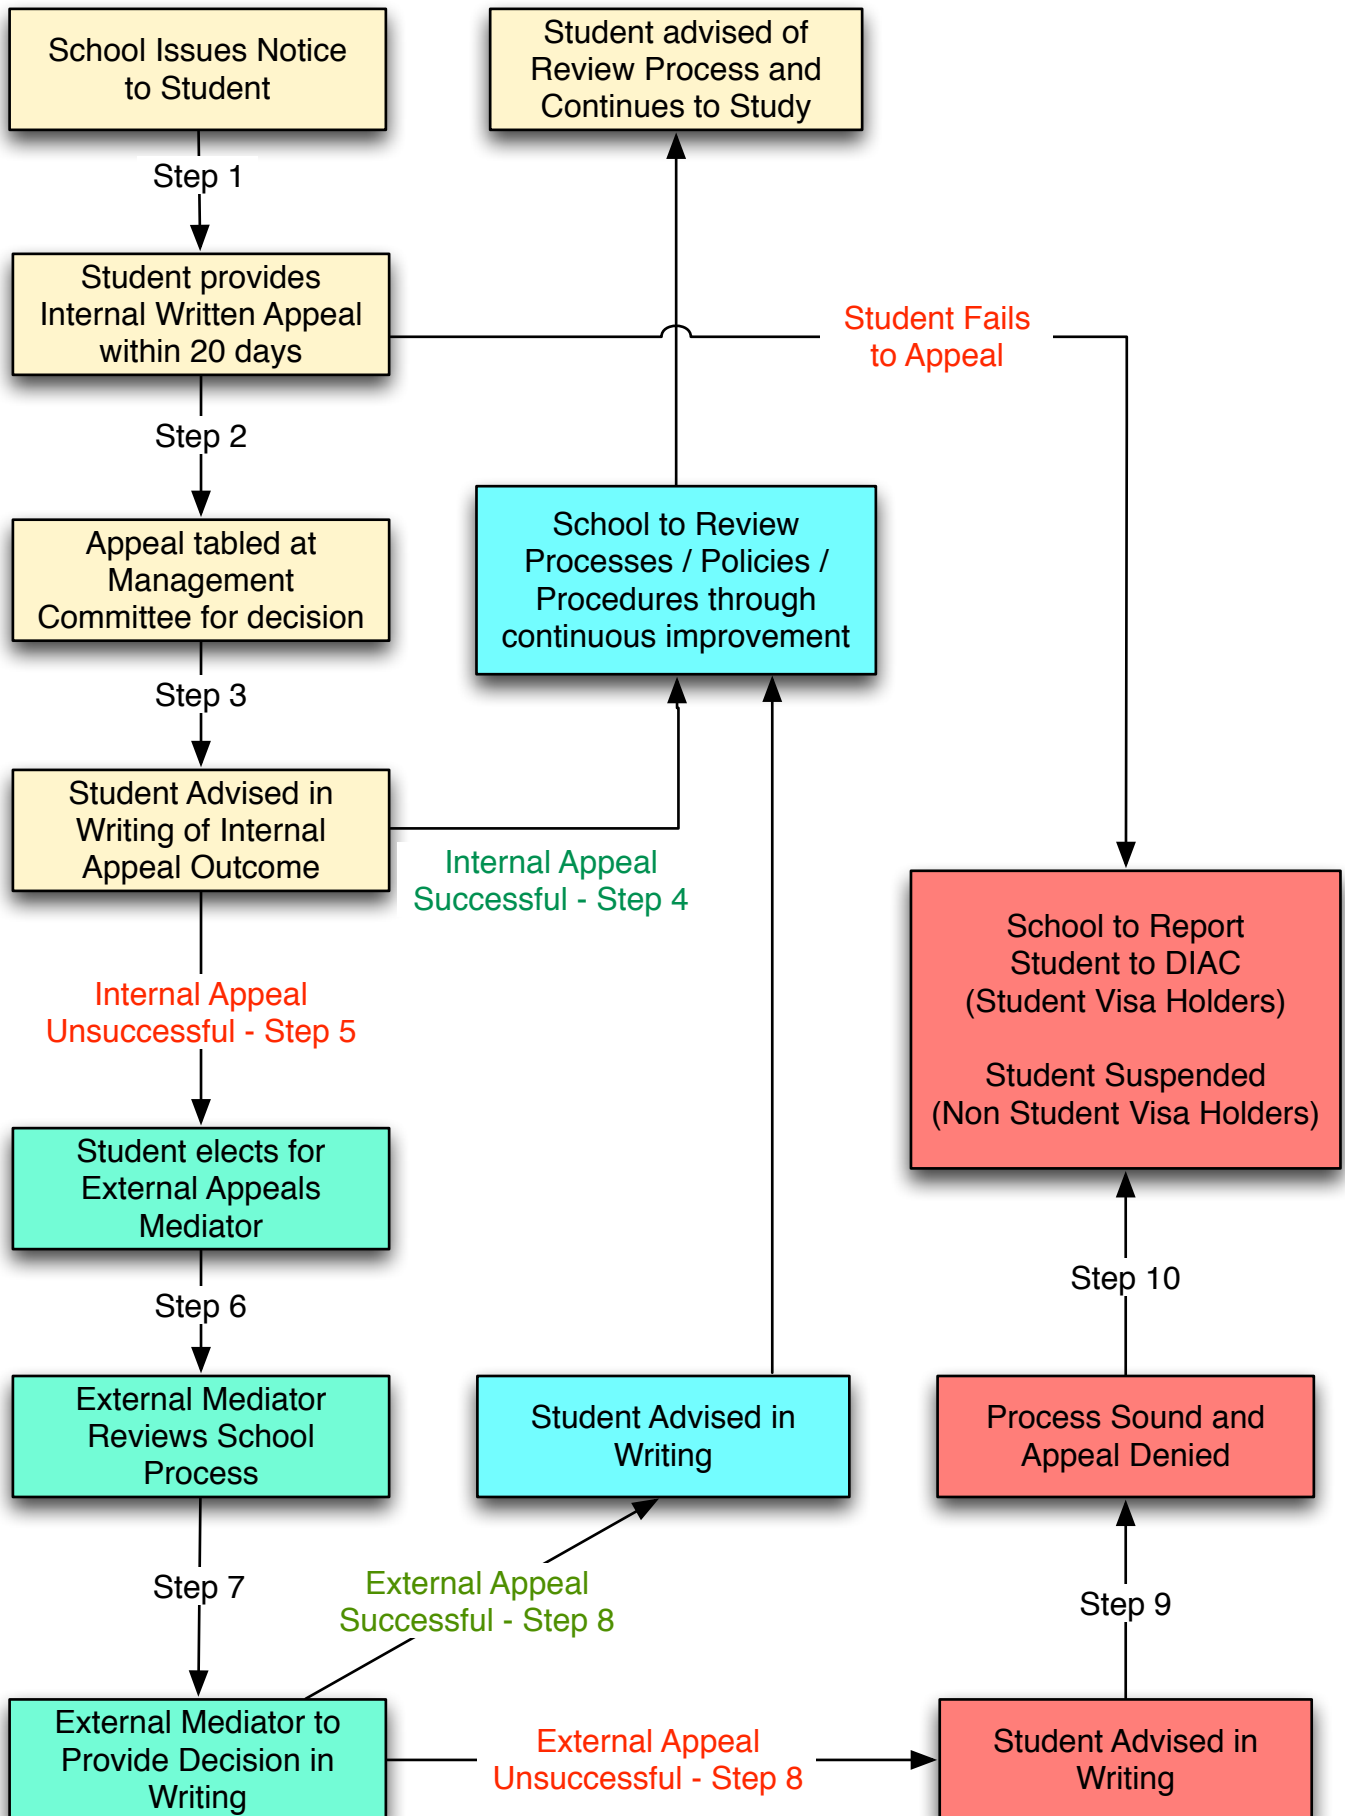 School Issues Notice
to Student
Student advised of
Review Process and
Continues to Study
Step 1
Student provides
Internal Written Appeal
within 20 days
Student Fails
to Appeal
Step 2
Appeal tabled at
Management
Committee for decision
School to Review
Processes / Policies /
Procedures through
continuous improvement
Step 3
Student Advised in
Writing of Internal
Appeal Outcome
Internal Appeal
Successful - Step 4
School to Report
Student to DIAC
(Student Visa Holders)
Student Suspended
(Non Student Visa Holders)
Internal Appeal
Unsuccessful - Step 5
Student elects for
External Appeals
Mediator
Step 6
Step 10
External Mediator
Reviews School
Process
Student Advised in
Writing
Process Sound and
Appeal Denied
Step 7
External Appeal
Successful - Step 8
Step 9
External Mediator to
Provide Decision in
Writing
External Appeal
Unsuccessful - Step 8
Student Advised in
Writing